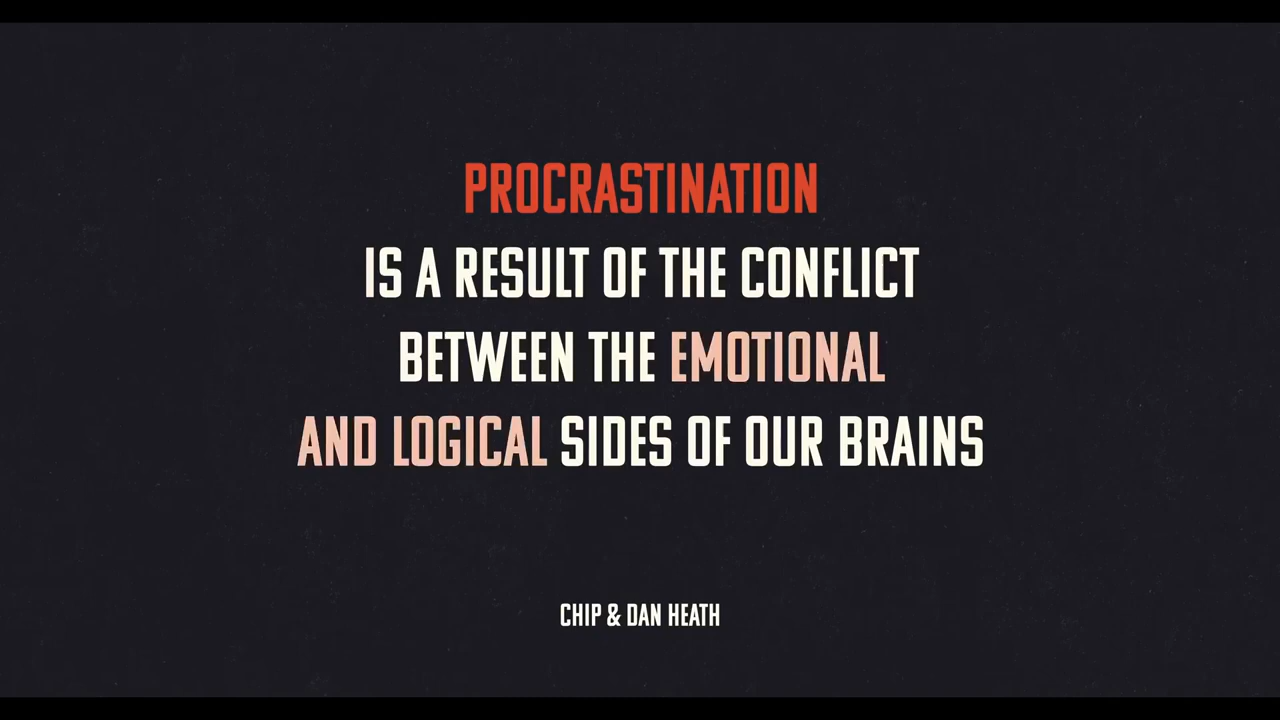 PROCRASTINATION
IS A RESULT OF THE CONFLICT
BETWEEN THE EMOTIONAL
AND LOGICAL SIDES OF OUR BRAINS
CHIP & DAN HEATH